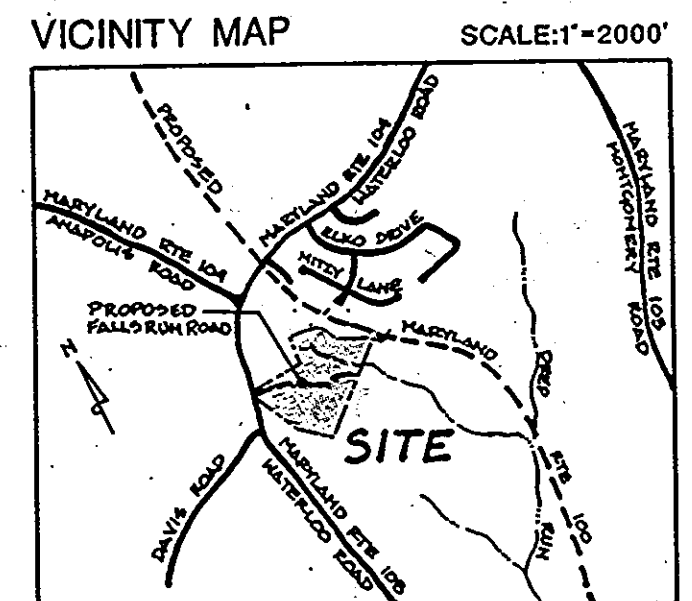 VICINITY MAP
SCALE:1"=2000'
PROPOSED
MARYLAND RTE 104
WATERLOO ROAD
MARYLAND RTE 103
MONTGOMERY ROAD
MARYLAND RTE 104
ANAPOLIS ROAD
ELKO DRIVE
MITZY LANE
PROPOSED
FALLS RUN ROAD
MARYLAND
RTE 100
DEEP
RUN
N
SITE
DAVIS ROAD
MARYLAND RTE 108
WATERLOO ROAD